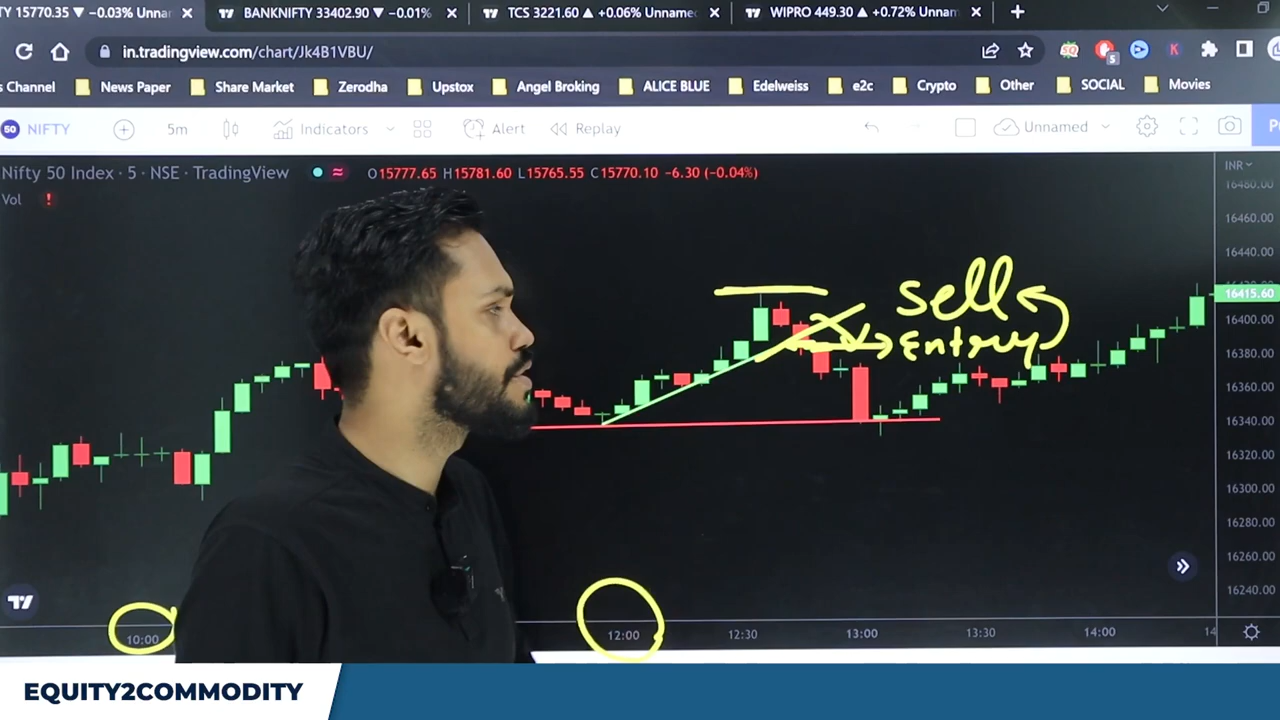 15770.35 ▼ −0.03%
BANKNIFTY 33402.90 ▼ −0.01%
TCS 3221.60 ▲ +0.06% Unnamed
WIPRO 449.30 ▲ +0.72% Unnam
in.tradingview.com/chart/Jk4B1VBU/
5
s Channel
News Paper
Share Market
Zerodha
Upstox
Angel Broking
ALICE BLUE
Edelweiss
e2c
Crypto
Other
SOCIAL
Movies
50 NIFTY
5m
Indicators
Alert
Replay
Unnamed
Nifty 50 Index · 5 · NSE · TradingView
O15777.65 H15781.60 L15765.55 C15770.10 −6.30 (−0.04%)
INR
Vol
16480.00
16460.00
16440.00
16415.60
16400.00
16380.00
16360.00
16340.00
16320.00
16300.00
16280.00
16260.00
16240.00
sell
Entry
10:00
12:00
12:30
13:00
13:30
14:00
EQUITY2COMMODITY